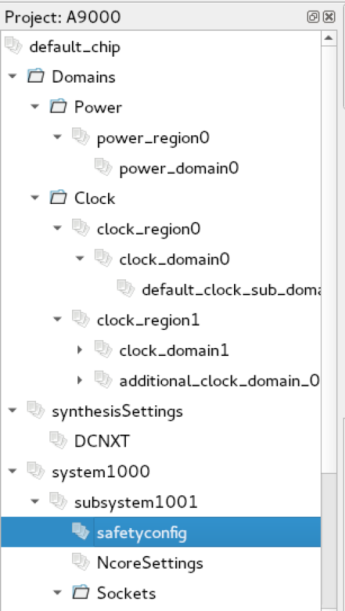 Project: A9000
default_chip
Domains
Power
power_region0
power_domain0
Clock
clock_region0
clock_domain0
default_clock_sub_doma
clock_region1
clock_domain1
additional_clock_domain_0
synthesisSettings
DCNXT
system1000
subsystem1001
safetyconfig
NcoreSettings
Sockets